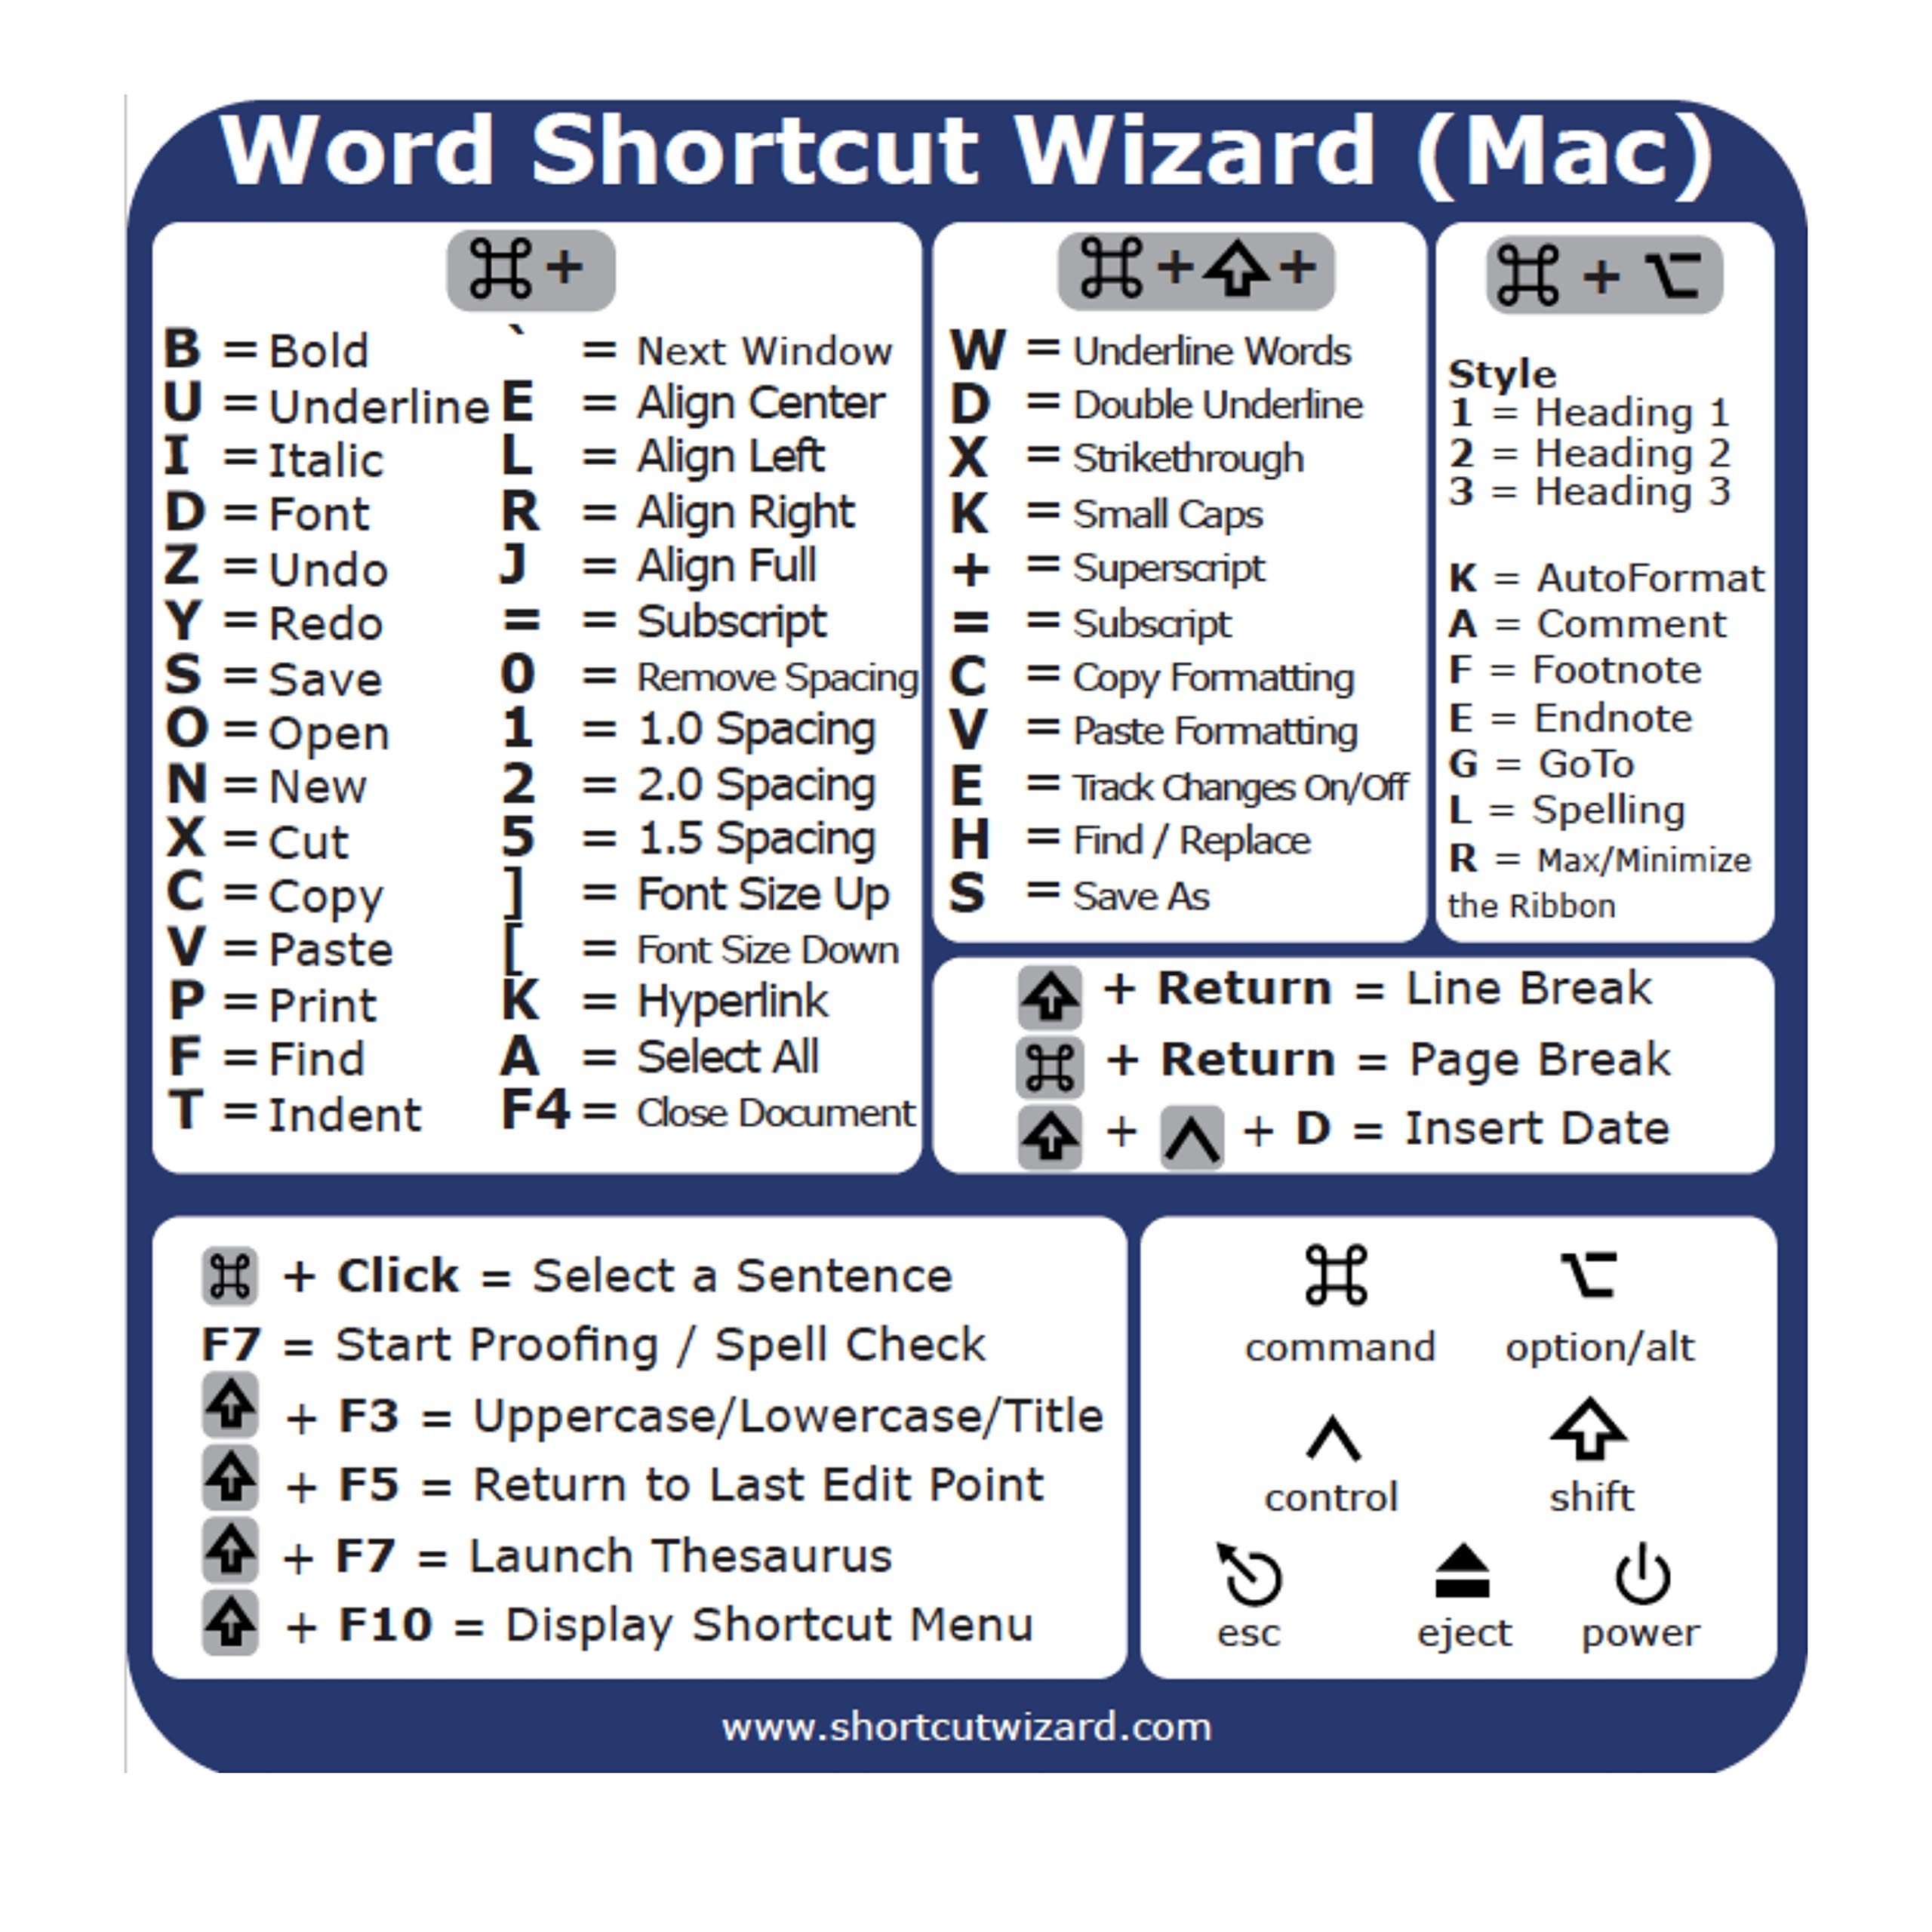 Word Shortcut Wizard (Mac)
⌘ +
B = Bold
U = Underline
I = Italic
D = Font
Z = Undo
Y = Redo
S = Save
O = Open
N = New
X = Cut
C = Copy
V = Paste
P = Print
F = Find
T = Indent
` = Next Window
E = Align Center
L = Align Left
R = Align Right
J = Align Full
= = Subscript
0 = Remove Spacing
1 = 1.0 Spacing
2 = 2.0 Spacing
5 = 1.5 Spacing
] = Font Size Up
[ = Font Size Down
K = Hyperlink
A = Select All
F4 = Close Document
⌘ + ⇧ +
W = Underline Words
D = Double Underline
X = Strikethrough
K = Small Caps
+ = Superscript
= = Subscript
C = Copy Formatting
V = Paste Formatting
E = Track Changes On/Off
H = Find / Replace
S = Save As
⌘ + ⌥
Style
1 = Heading 1
2 = Heading 2
3 = Heading 3
K = AutoFormat
A = Comment
F = Footnote
E = Endnote
G = GoTo
L = Spelling
R = Max/Minimize
the Ribbon
⇧ + Return = Line Break
⌘ + Return = Page Break
⇧ + ^ + D = Insert Date
⌘ + Click = Select a Sentence
F7 = Start Proofing / Spell Check
⇧ + F3 = Uppercase/Lowercase/Title
⇧ + F5 = Return to Last Edit Point
⇧ + F7 = Launch Thesaurus
⇧ + F10 = Display Shortcut Menu
⌘ ⌥
command option/alt
^ ⇧
control shift
esc eject power
www.shortcutwizard.com